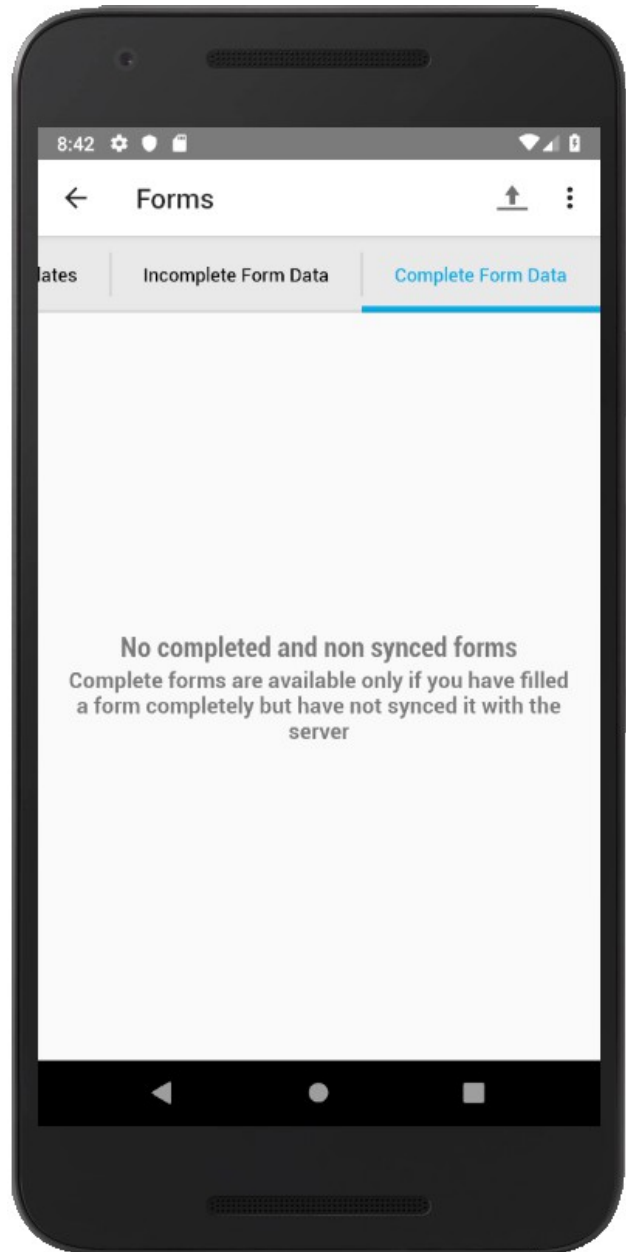 8:42
Forms
lates
Incomplete Form Data
Complete Form Data
No completed and non synced forms
Complete forms are available only if you have filled
a form completely but have not synced it with the
server